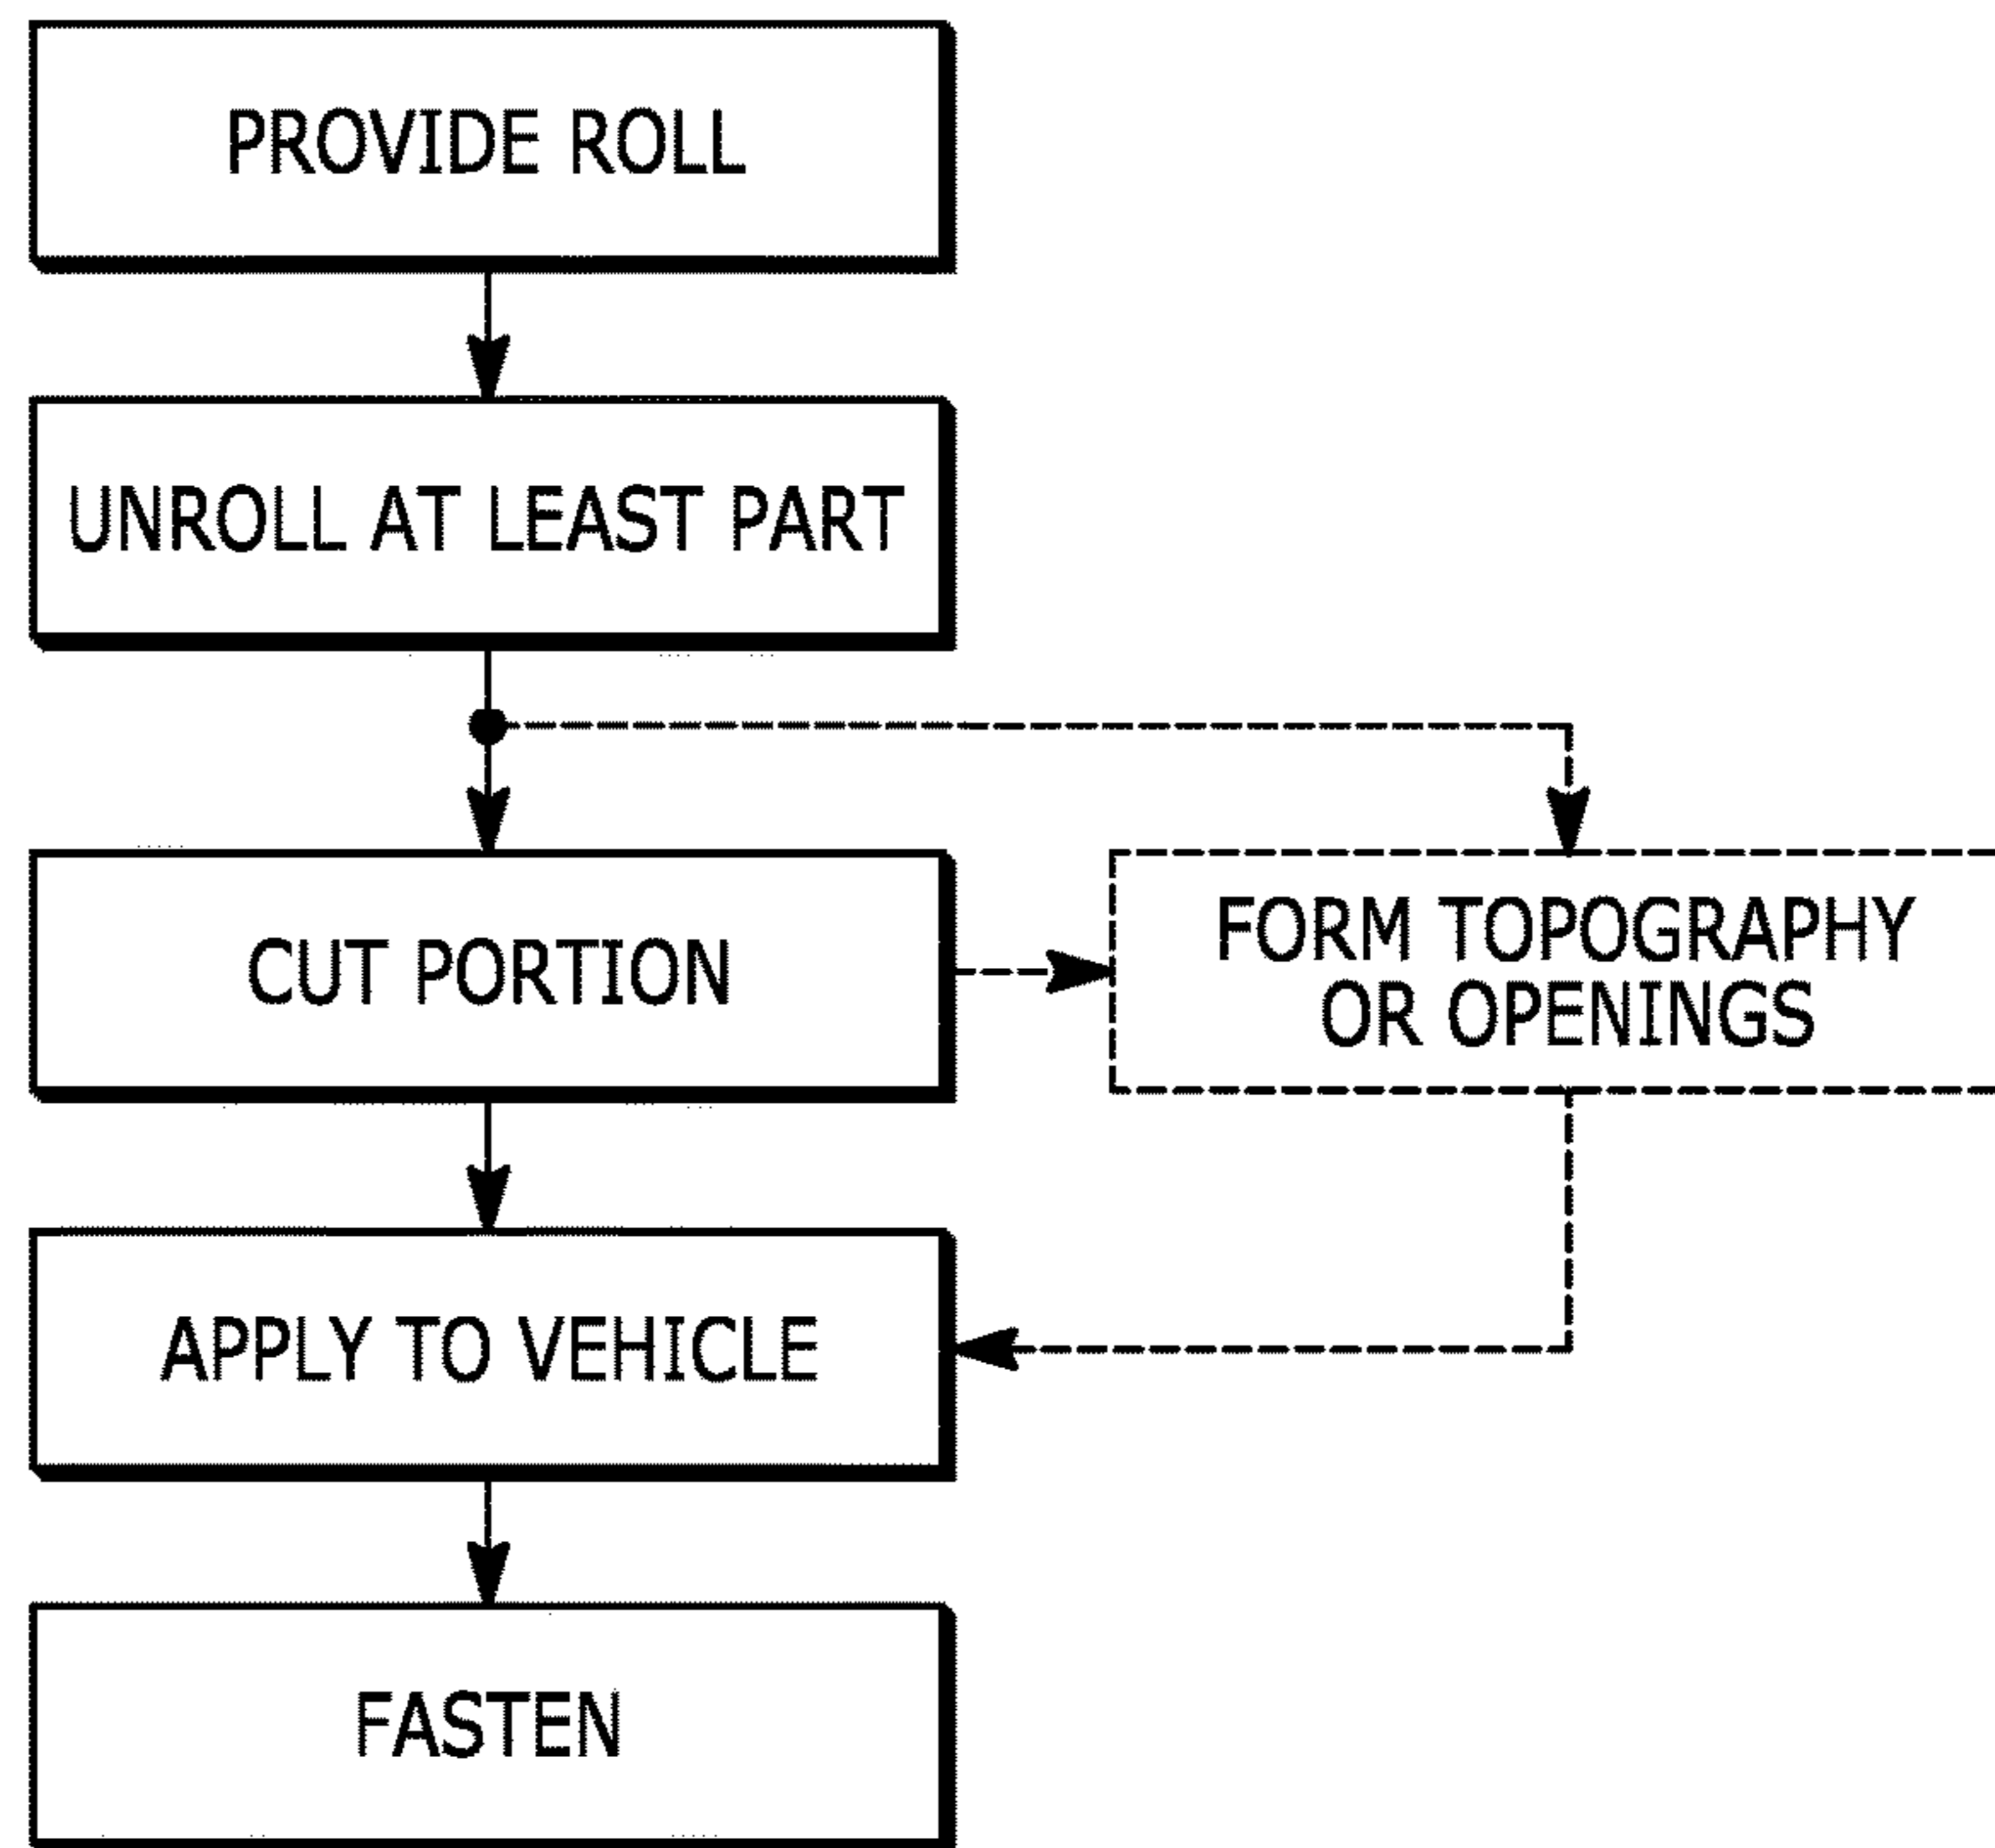 PROVIDE ROLL
UNROLL AT LEAST PART
CUT PORTION
FORM TOPOGRAPHY
OR OPENINGS
APPLY TO VEHICLE
FASTEN